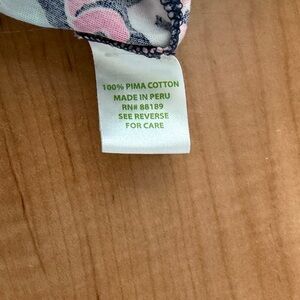 100% PIMA COTTON
MADE IN PERU
RN# 88189
SEE REVERSE
FOR CARE